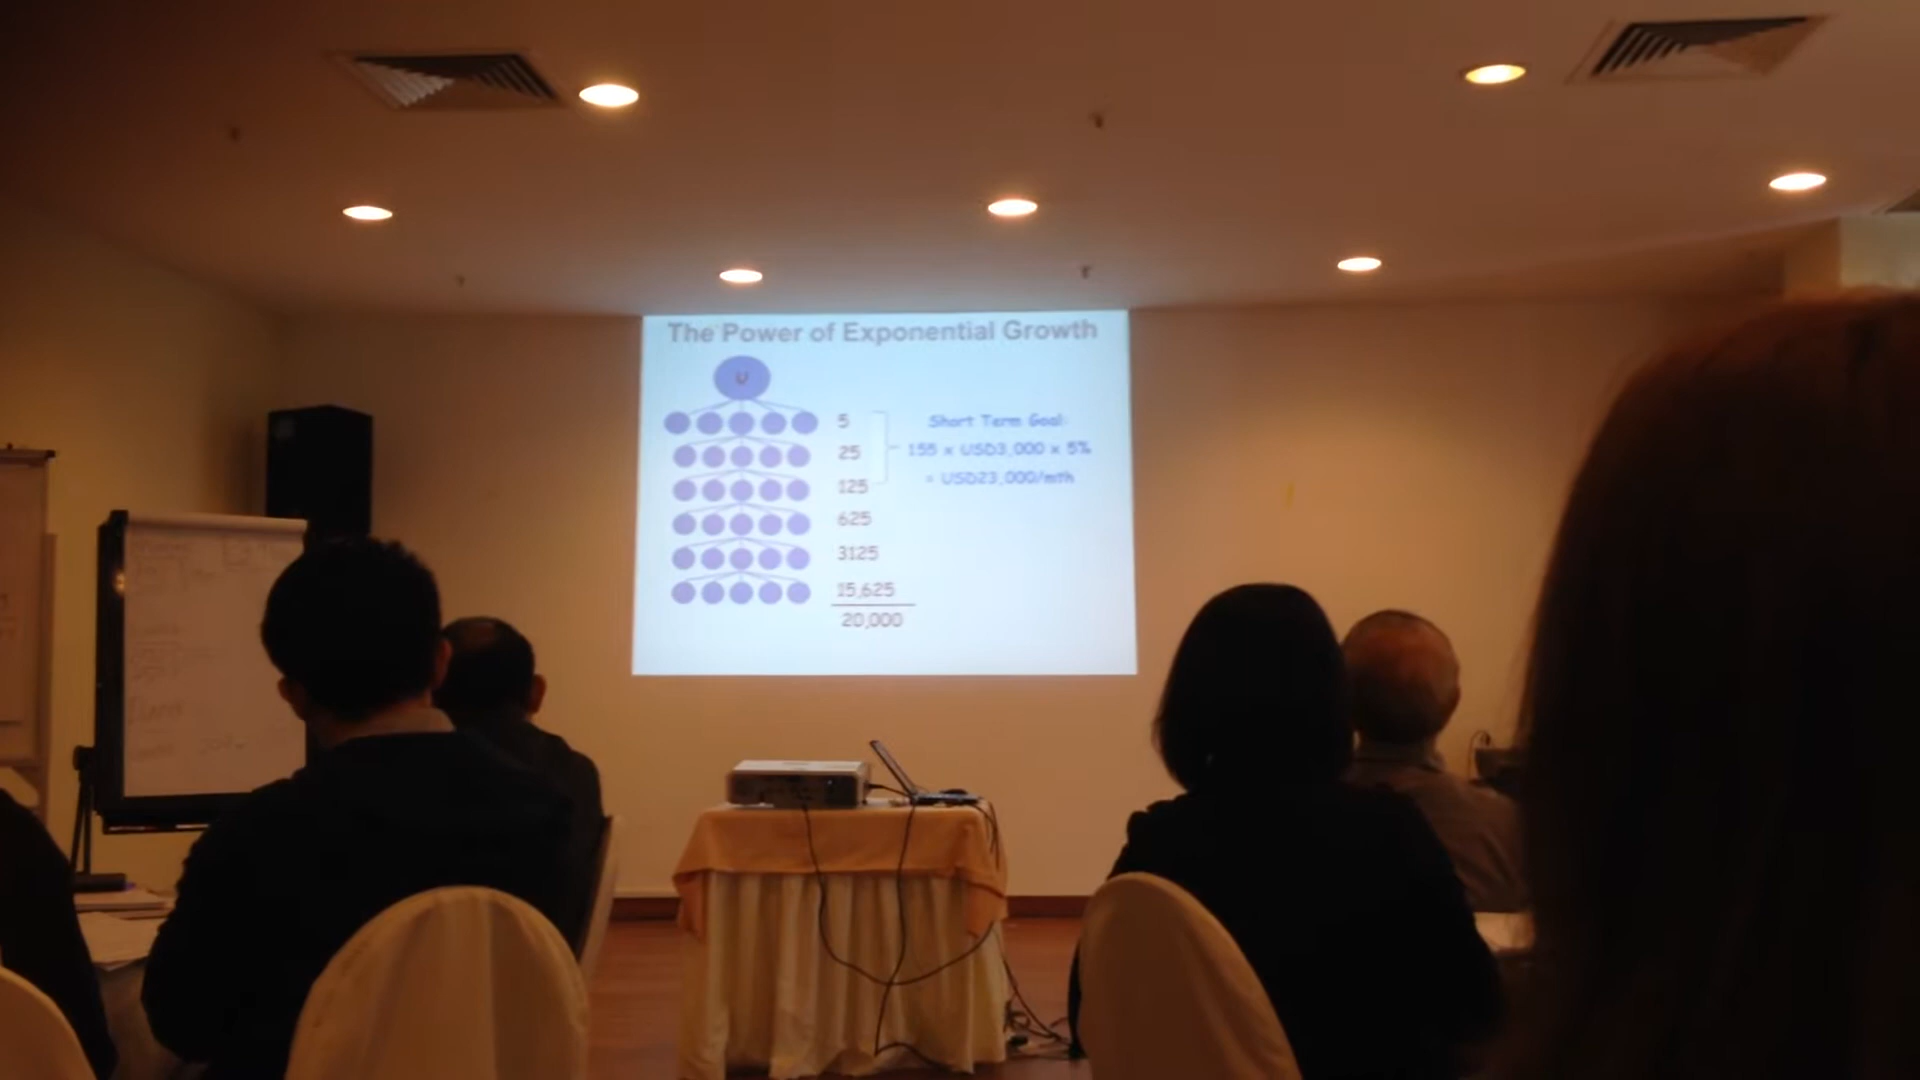 The Power of Exponential Growth
U
5
25
125
625
3125
15,625
20,000
Short Term Goal:
155 x USD3,000 x 5%
= USD23,000/mth